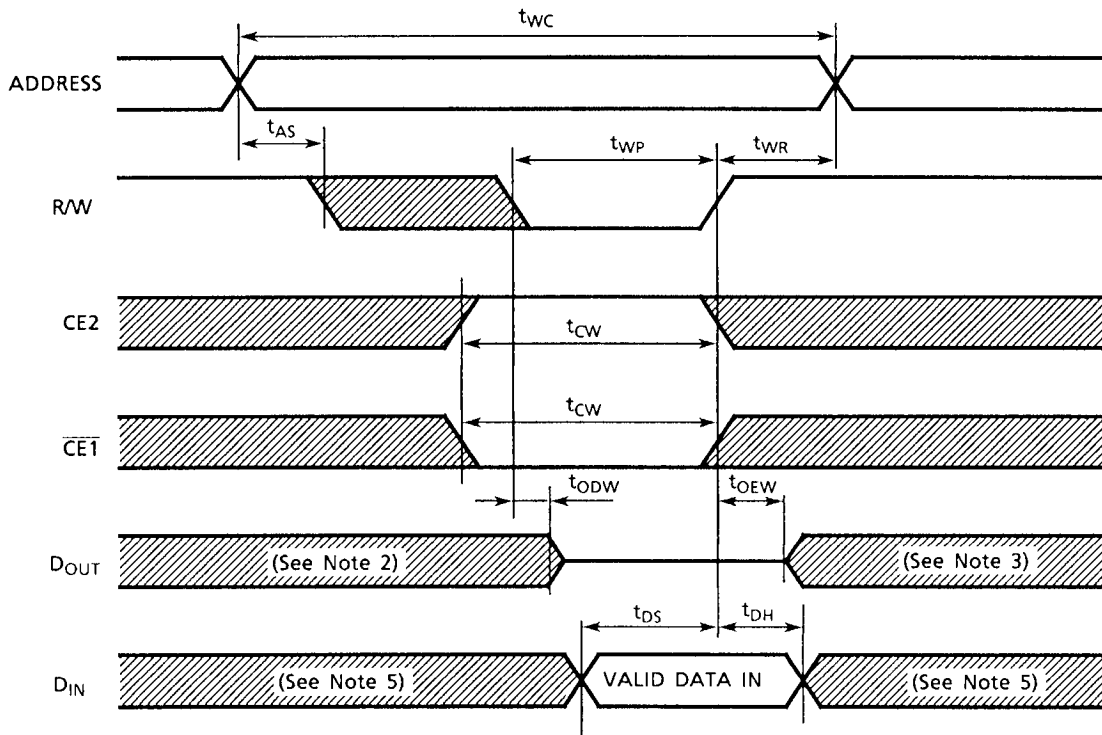 tWC
ADDRESS
tAS
tWP
tWR
R/W
CE2
tCW
tCW
CE1
tODW
tOEW
DOUT
(See Note 2)
(See Note 3)
tDS
tDH
DIN
(See Note 5)
VALID DATA IN
(See Note 5)